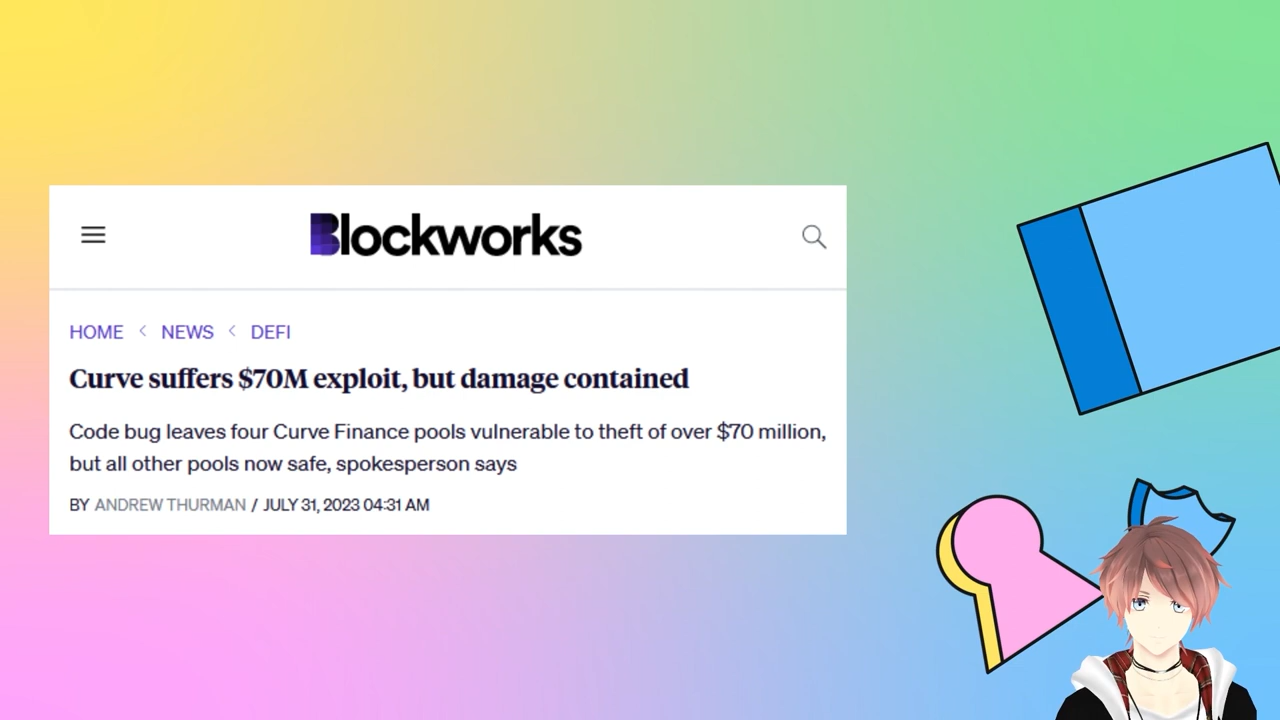 Blockworks
HOME < NEWS < DEFI
Curve suffers $70M exploit, but damage contained
Code bug leaves four Curve Finance pools vulnerable to theft of over $70 million,
but all other pools now safe, spokesperson says
BY ANDREW THURMAN / JULY 31, 2023 04:31 AM